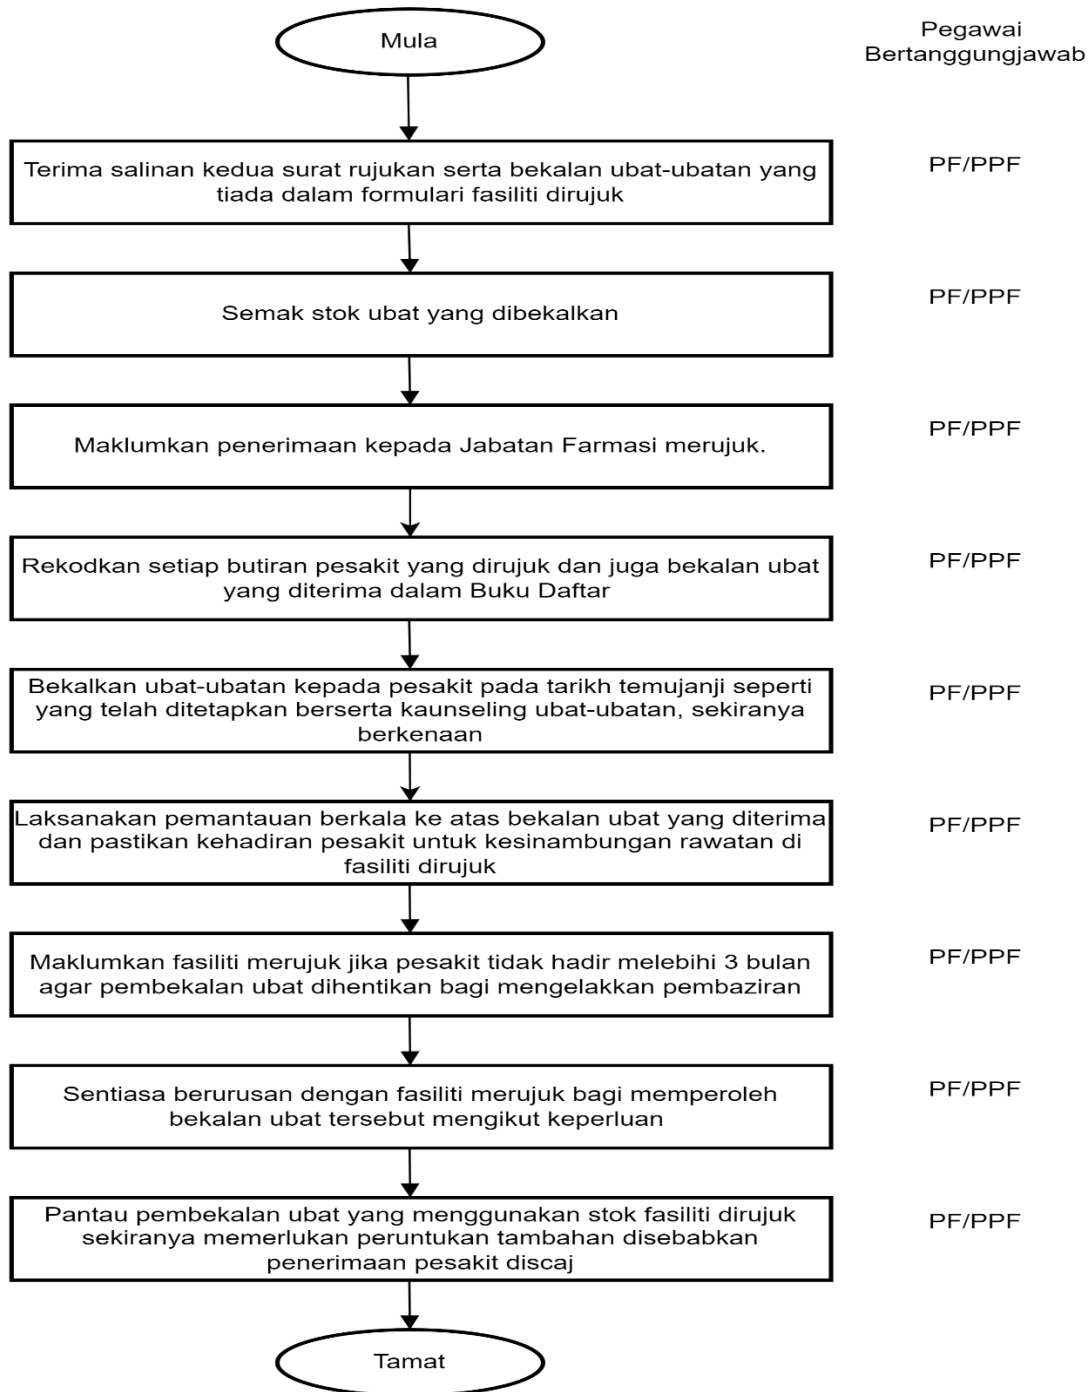 Mula
Pegawai
Bertanggungjawab
Terima salinan kedua surat rujukan serta bekalan ubat-ubatan yang
tiada dalam formulari fasiliti dirujuk
PF/PPF
Semak stok ubat yang dibekalkan
PF/PPF
Maklumkan penerimaan kepada Jabatan Farmasi merujuk.
PF/PPF
Rekodkan setiap butiran pesakit yang dirujuk dan juga bekalan ubat
yang diterima dalam Buku Daftar
PF/PPF
Bekalkan ubat-ubatan kepada pesakit pada tarikh temujanji seperti
yang telah ditetapkan berserta kaunseling ubat-ubatan, sekiranya
berkenaan
PF/PPF
Laksanakan pemantauan berkala ke atas bekalan ubat yang diterima
dan pastikan kehadiran pesakit untuk kesinambungan rawatan di
fasiliti dirujuk
PF/PPF
Maklumkan fasiliti merujuk jika pesakit tidak hadir melebihi 3 bulan
agar pembekalan ubat dihentikan bagi mengelakkan pembaziran
PF/PPF
Sentiasa berurusan dengan fasiliti merujuk bagi memperoleh
bekalan ubat tersebut mengikut keperluan
PF/PPF
Pantau pembekalan ubat yang menggunakan stok fasiliti dirujuk
sekiranya memerlukan peruntukan tambahan disebabkan
penerimaan pesakit discaj
PF/PPF
Tamat